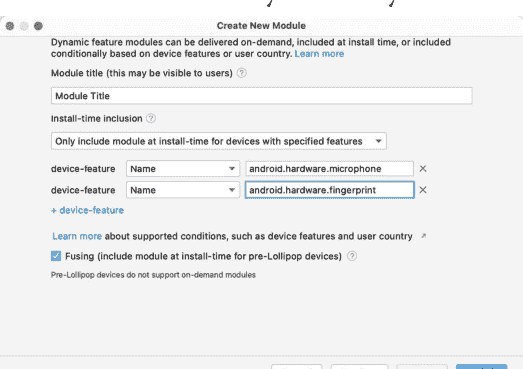 Create New Module
Dynamic feature modules can be delivered on-demand, included at install time, or included
conditionally based on device features or user country. Learn more
Module title (this may be visible to users) ?
Module Title
Install-time inclusion ?
Only include module at install-time for devices with specified features
device-feature Name android.hardware.microphone
device-feature Name android.hardware.fingerprint
+ device-feature
Learn more about supported conditions, such as device features and user country ↗
Fusing (include module at install-time for pre-Lollipop devices) ?
Pre-Lollipop devices do not support on-demand modules